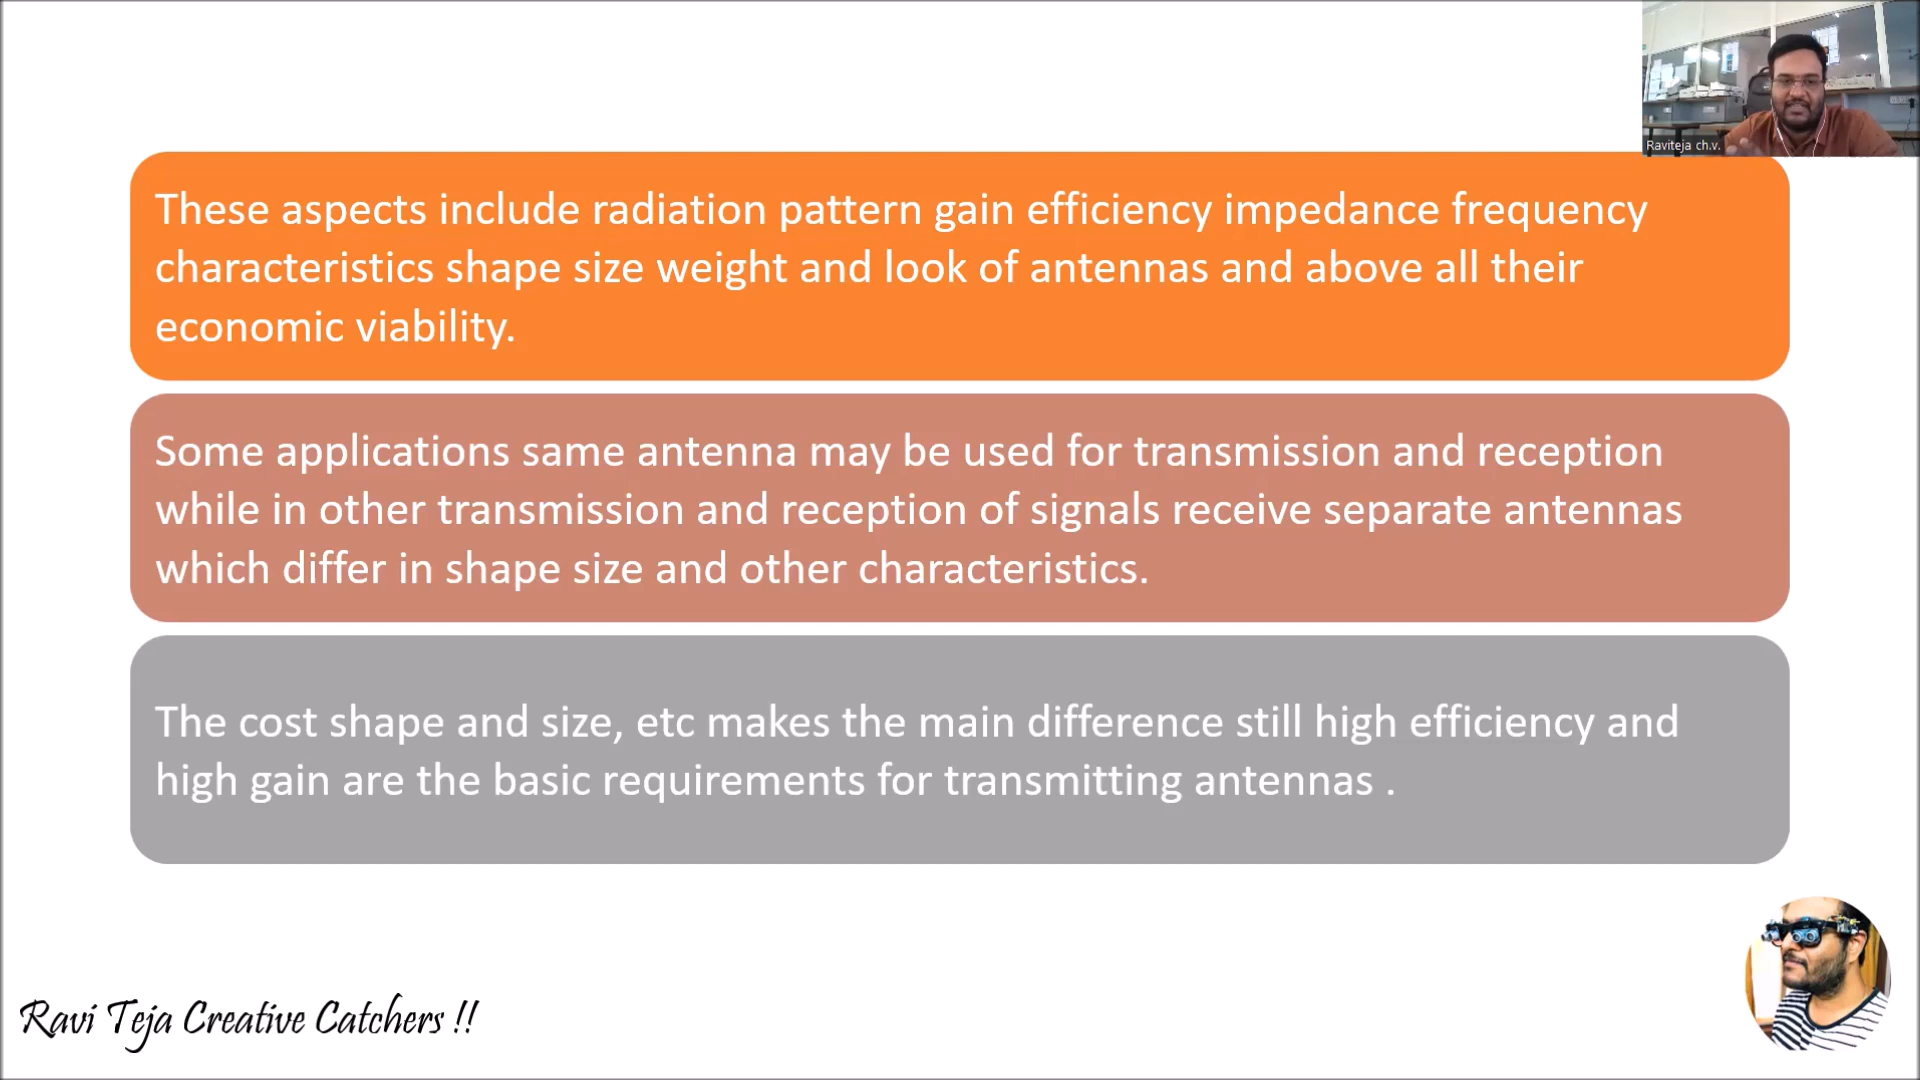 Raviteja ch.v.
These aspects include radiation pattern gain efficiency impedance frequency
characteristics shape size weight and look of antennas and above all their
economic viability.
Some applications same antenna may be used for transmission and reception
while in other transmission and reception of signals receive separate antennas
which differ in shape size and other characteristics.
The cost shape and size, etc makes the main difference still high efficiency and
high gain are the basic requirements for transmitting antennas .
Ravi Teja Creative Catchers !!